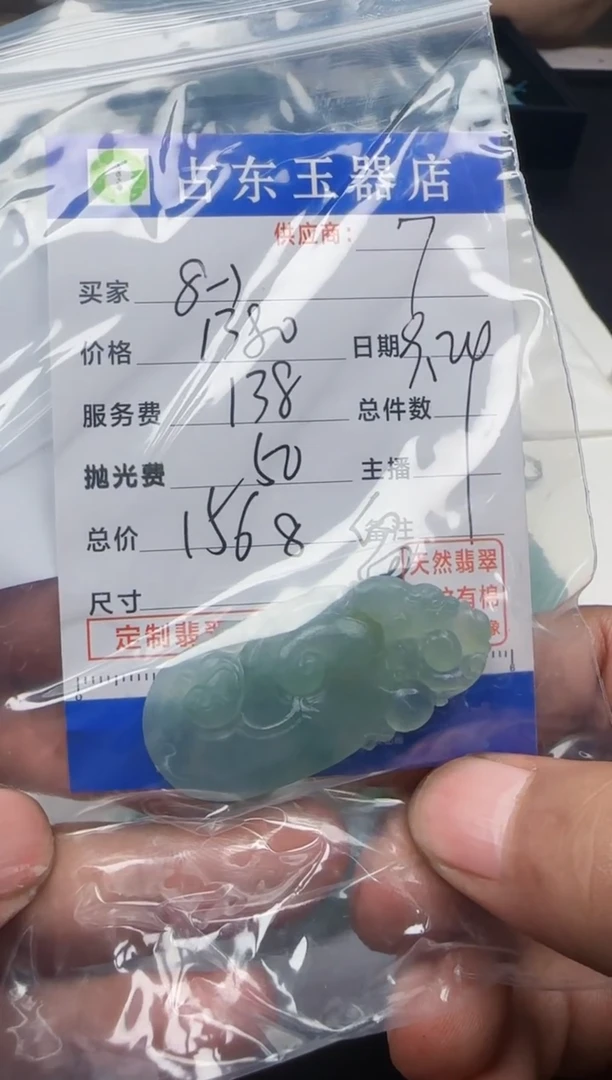 古东玉器店
供应商: 7
买家 8-1
价格 1380 日期 8.24
服务费 138 总件数
抛光费 50 主播
总价 1568 备注
尺寸
天然翡翠
有棉
定制翡